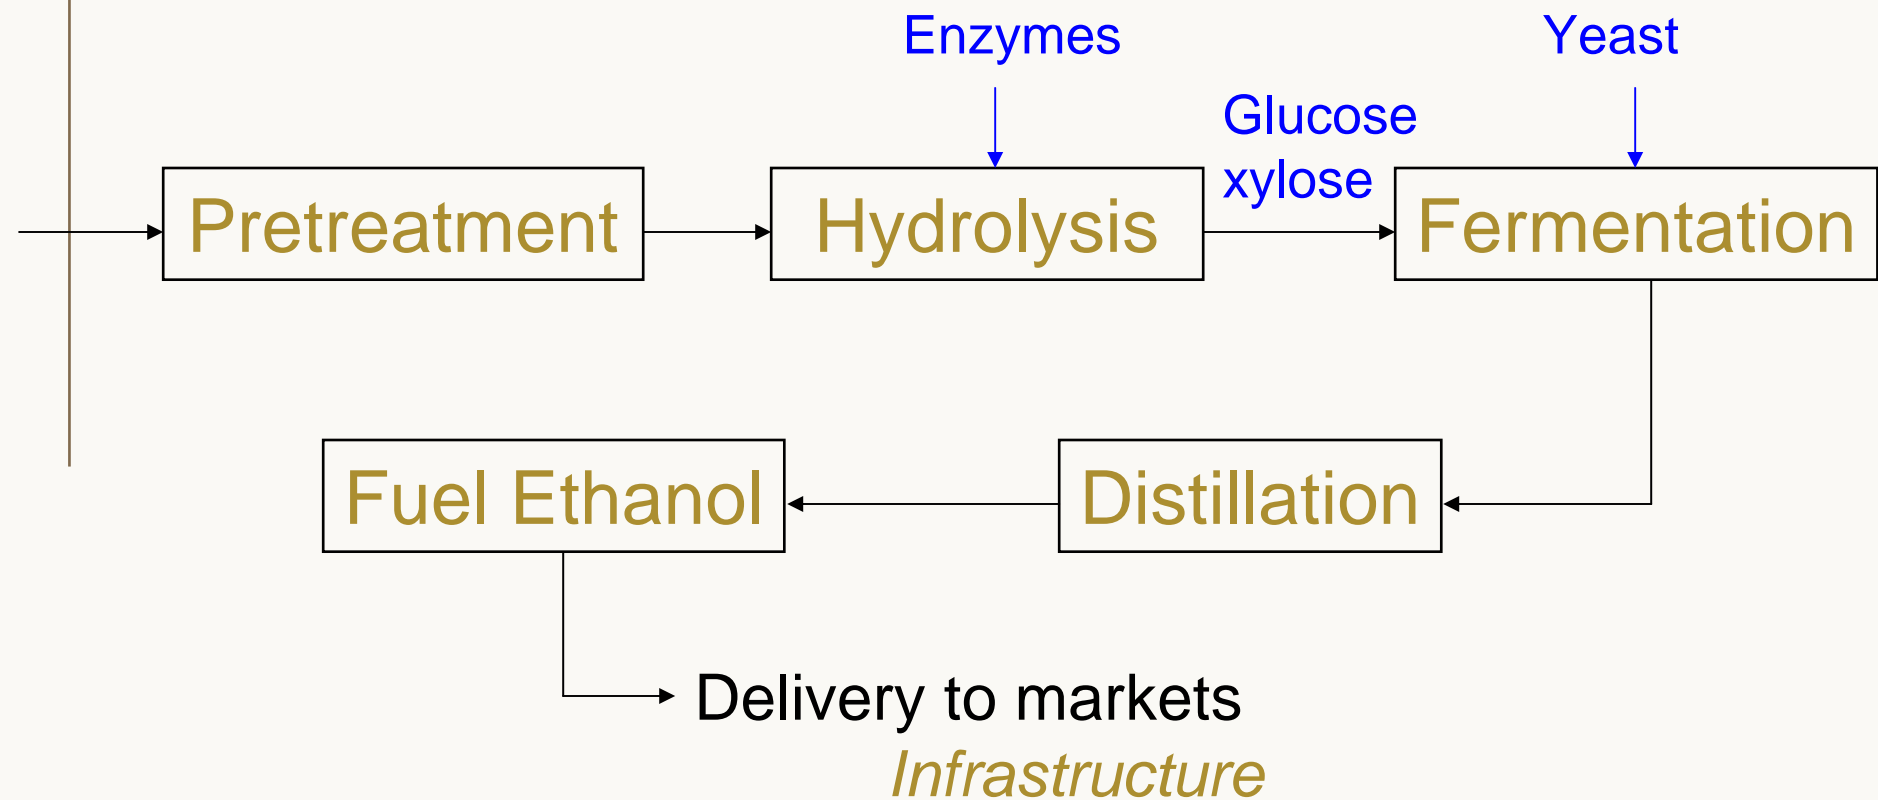 Enzymes
Yeast
Glucose
xylose
Pretreatment
Hydrolysis
Fermentation
Fuel Ethanol
Distillation
Delivery to markets
Infrastructure